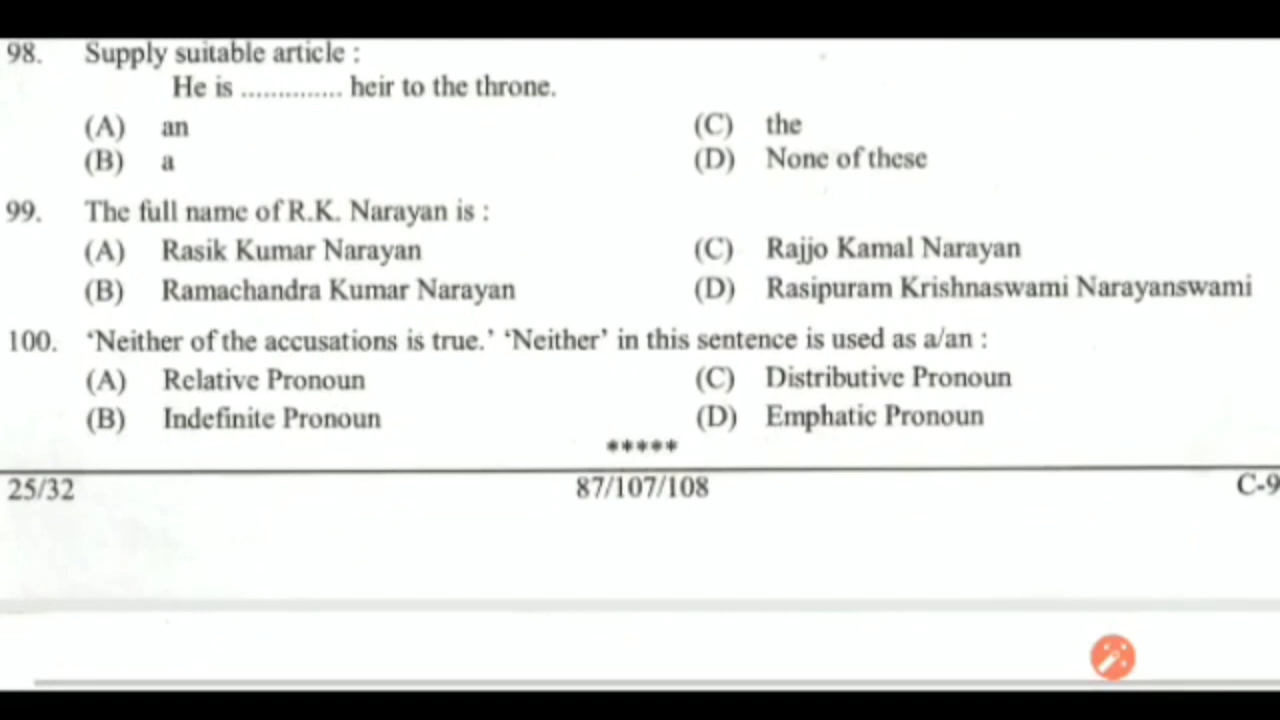 98. Supply suitable article :
He is .............. heir to the throne.
(A) an (C) the
(B) a (D) None of these
99. The full name of R.K. Narayan is :
(A) Rasik Kumar Narayan (C) Rajjo Kamal Narayan
(B) Ramachandra Kumar Narayan (D) Rasipuram Krishnaswami Narayanswami
100. ‘Neither of the accusations is true.’ ‘Neither’ in this sentence is used as a/an :
(A) Relative Pronoun (C) Distributive Pronoun
(B) Indefinite Pronoun (D) Emphatic Pronoun
*****
25/32 87/107/108 C-9